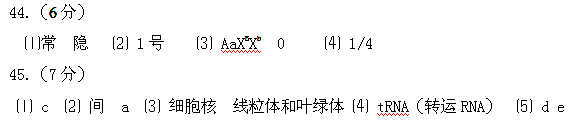 44.（6分）
⑴常 隐 ⑵ 1号 ⑶ AaXᴮXᵇ 0 ⑷ 1/4
45.（7分）
⑴ c ⑵ 间 a ⑶ 细胞核 线粒体和叶绿体 ⑷ tRNA（转运RNA） ⑸ d e